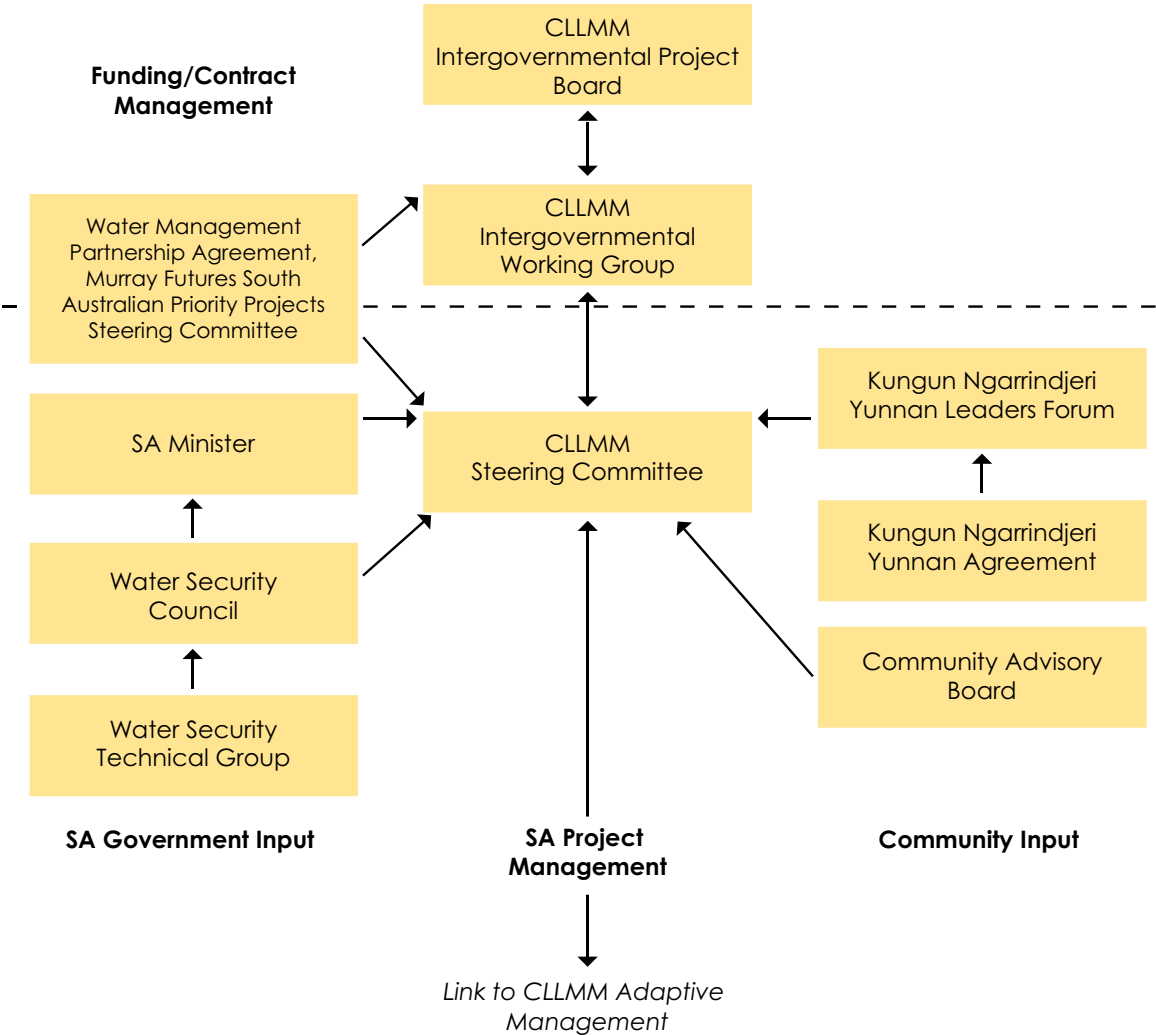 CLLMM
Intergovernmental Project
Board
Funding/Contract
Management
CLLMM
Intergovernmental
Working Group
Water Management
Partnership Agreement,
Murray Futures South
Australian Priority Projects
Steering Committee
Kungun Ngarrindjeri
Yunnan Leaders Forum
SA Minister
CLLMM
Steering Committee
Kungun Ngarrindjeri
Yunnan Agreement
Water Security
Council
Community Advisory
Board
Water Security
Technical Group
SA Government Input
SA Project
Management
Community Input
Link to CLLMM Adaptive
Management